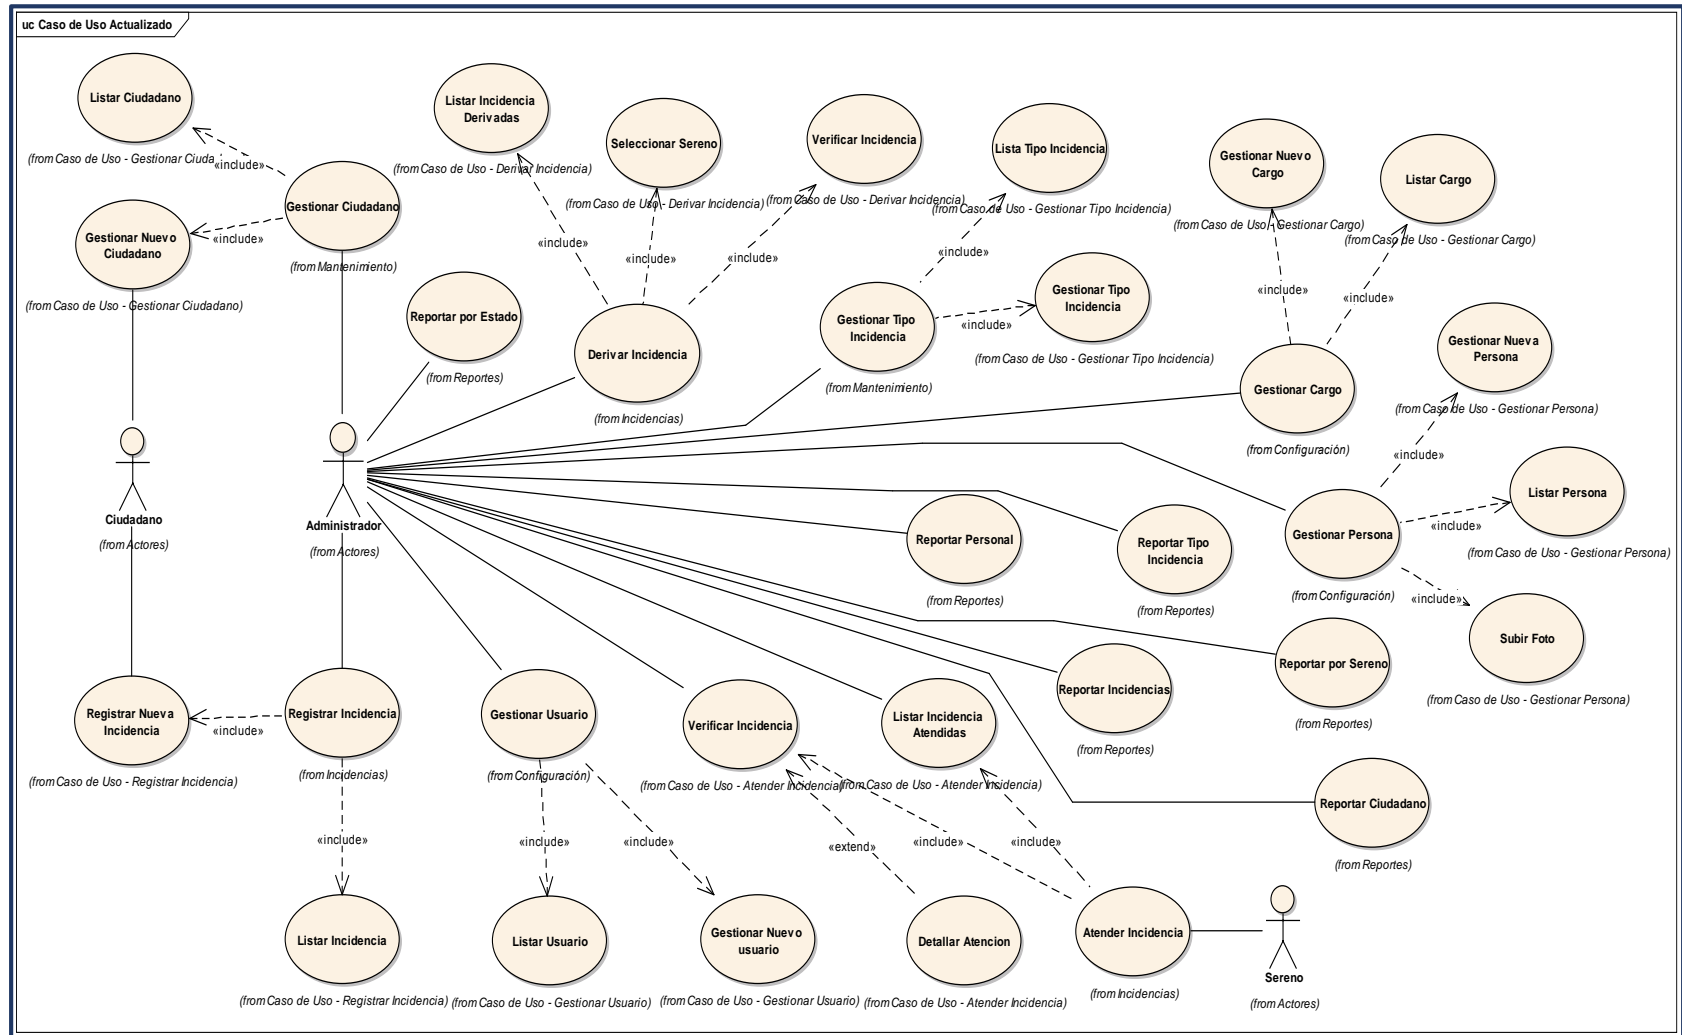 uc Caso de Uso Actualizado
Listar Ciudadano
(from Caso de Uso - Gestionar Ciuda
«include»
Gestionar Ciudadano
(from Mantenimiento)
Gestionar Nuevo
Ciudadano
«include»
(from Caso de Uso - Gestionar Ciudadano)
Listar Incidencia
Derivadas
(from Caso de Uso - Derivar Incidencia)
«include»
Seleccionar Sereno
(from Caso de Uso - Derivar Incidencia)
«include»
Verificar Incidencia
(from Caso de Uso - Derivar Incidencia)
«include»
Lista Tipo Incidencia
(from Caso de Uso - Gestionar Tipo Incidencia)
«include»
Gestionar Nuevo
Cargo
(from Caso de Uso - Gestionar Cargo)
«include»
Listar Cargo
(from Caso de Uso - Gestionar Cargo)
«include»
Reportar por Estado
(from Reportes)
Derivar Incidencia
(from Incidencias)
Gestionar Tipo
Incidencia
(from Mantenimiento)
«include»
Gestionar Tipo
Incidencia
(from Caso de Uso - Gestionar Tipo Incidencia)
Gestionar Cargo
(from Configuración)
Gestionar Nueva
Persona
(from Caso de Uso - Gestionar Persona)
«include»
Ciudadano
(from Actores)
Administrador
(from Actores)
Reportar Personal
(from Reportes)
Reportar Tipo
Incidencia
(from Reportes)
Gestionar Persona
(from Configuración)
«include»
Listar Persona
(from Caso de Uso - Gestionar Persona)
«include»
Subir Foto
(from Caso de Uso - Gestionar Persona)
Reportar por Sereno
(from Reportes)
Reportar Incidencias
(from Reportes)
Registrar Nueva
Incidencia
(from Caso de Uso - Registrar Incidencia)
«include»
Registrar Incidencia
(from Incidencias)
Gestionar Usuario
(from Configuración)
Verificar Incidencia
(from Caso de Uso - Atender Incidencia)
Listar Incidencia
Atendidas
(from Caso de Uso - Atender Incidencia)
Reportar Ciudadano
(from Reportes)
«include»
«include»
«include»
«extend»
«include»
«include»
Listar Incidencia
(from Caso de Uso - Registrar Incidencia)
Listar Usuario
(from Caso de Uso - Gestionar Usuario)
Gestionar Nuevo
usuario
(from Caso de Uso - Gestionar Usuario)
Detallar Atencion
(from Caso de Uso - Atender Incidencia)
Atender Incidencia
(from Incidencias)
Sereno
(from Actores)